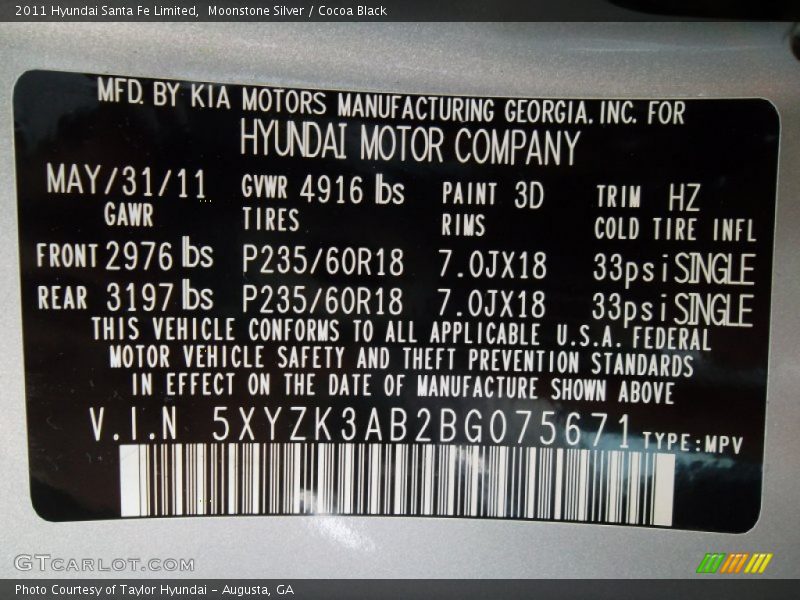 2011 Hyundai Santa Fe Limited, Moonstone Silver / Cocoa Black
MFD. BY KIA MOTORS MANUFACTURING GEORGIA. INC. FOR
HYUNDAI MOTOR COMPANY
MAY/31/11 GVWR 4916 lbs PAINT 3D TRIM HZ
GAWR TIRES RIMS COLD TIRE INFL
FRONT 2976 lbs P235/60R18 7.0JX18 33psi SINGLE
REAR 3197 lbs P235/60R18 7.0JX18 33psi SINGLE
THIS VEHICLE CONFORMS TO ALL APPLICABLE U.S.A. FEDERAL
MOTOR VEHICLE SAFETY AND THEFT PREVENTION STANDARDS
IN EFFECT ON THE DATE OF MANUFACTURE SHOWN ABOVE
V.I.N 5XYZK3AB2BG075671 TYPE:MPV
GTCARLOT.COM
Photo Courtesy of Taylor Hyundai - Augusta, GA